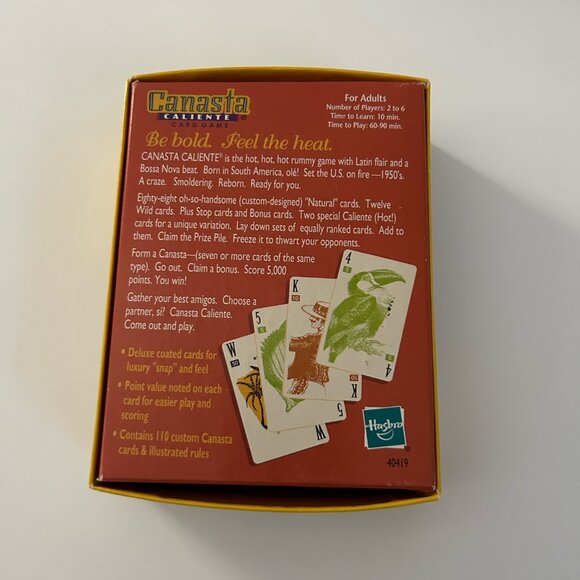 Canasta
CALIENTE®
CARD GAME
For Adults
Number of Players: 2 to 6
Time to Learn: 10 min.
Time to Play: 60-90 min.
Be bold. Feel the heat.
CANASTA CALIENTE® is the hot, hot, hot rummy game with Latin flair and a
Bossa Nova beat. Born in South America, olé! Set the U.S. on fire —1950's.
A craze. Smoldering. Reborn. Ready for you.
Eighty-eight oh-so-handsome (custom-designed) "Natural" cards. Twelve
Wild cards. Plus Stop cards and Bonus cards. Two special Caliente (Hot!)
cards for a unique variation. Lay down sets of equally ranked cards. Add to
them. Claim the Prize Pile. Freeze it to thwart your opponents.
Form a Canasta—(seven or more cards of the same
type). Go out. Claim a bonus. Score 5,000
points. You win!
Gather your best amigos. Choose a
partner, sí? Canasta Caliente.
Come out and play.
• Deluxe coated cards for
luxury "snap" and feel
• Point value noted on each
card for easier play and
scoring
• Contains 110 custom Canasta
cards & illustrated rules
4
5
4
K
10
K
5
5
5
W
50
W
Hasbro
®
40419